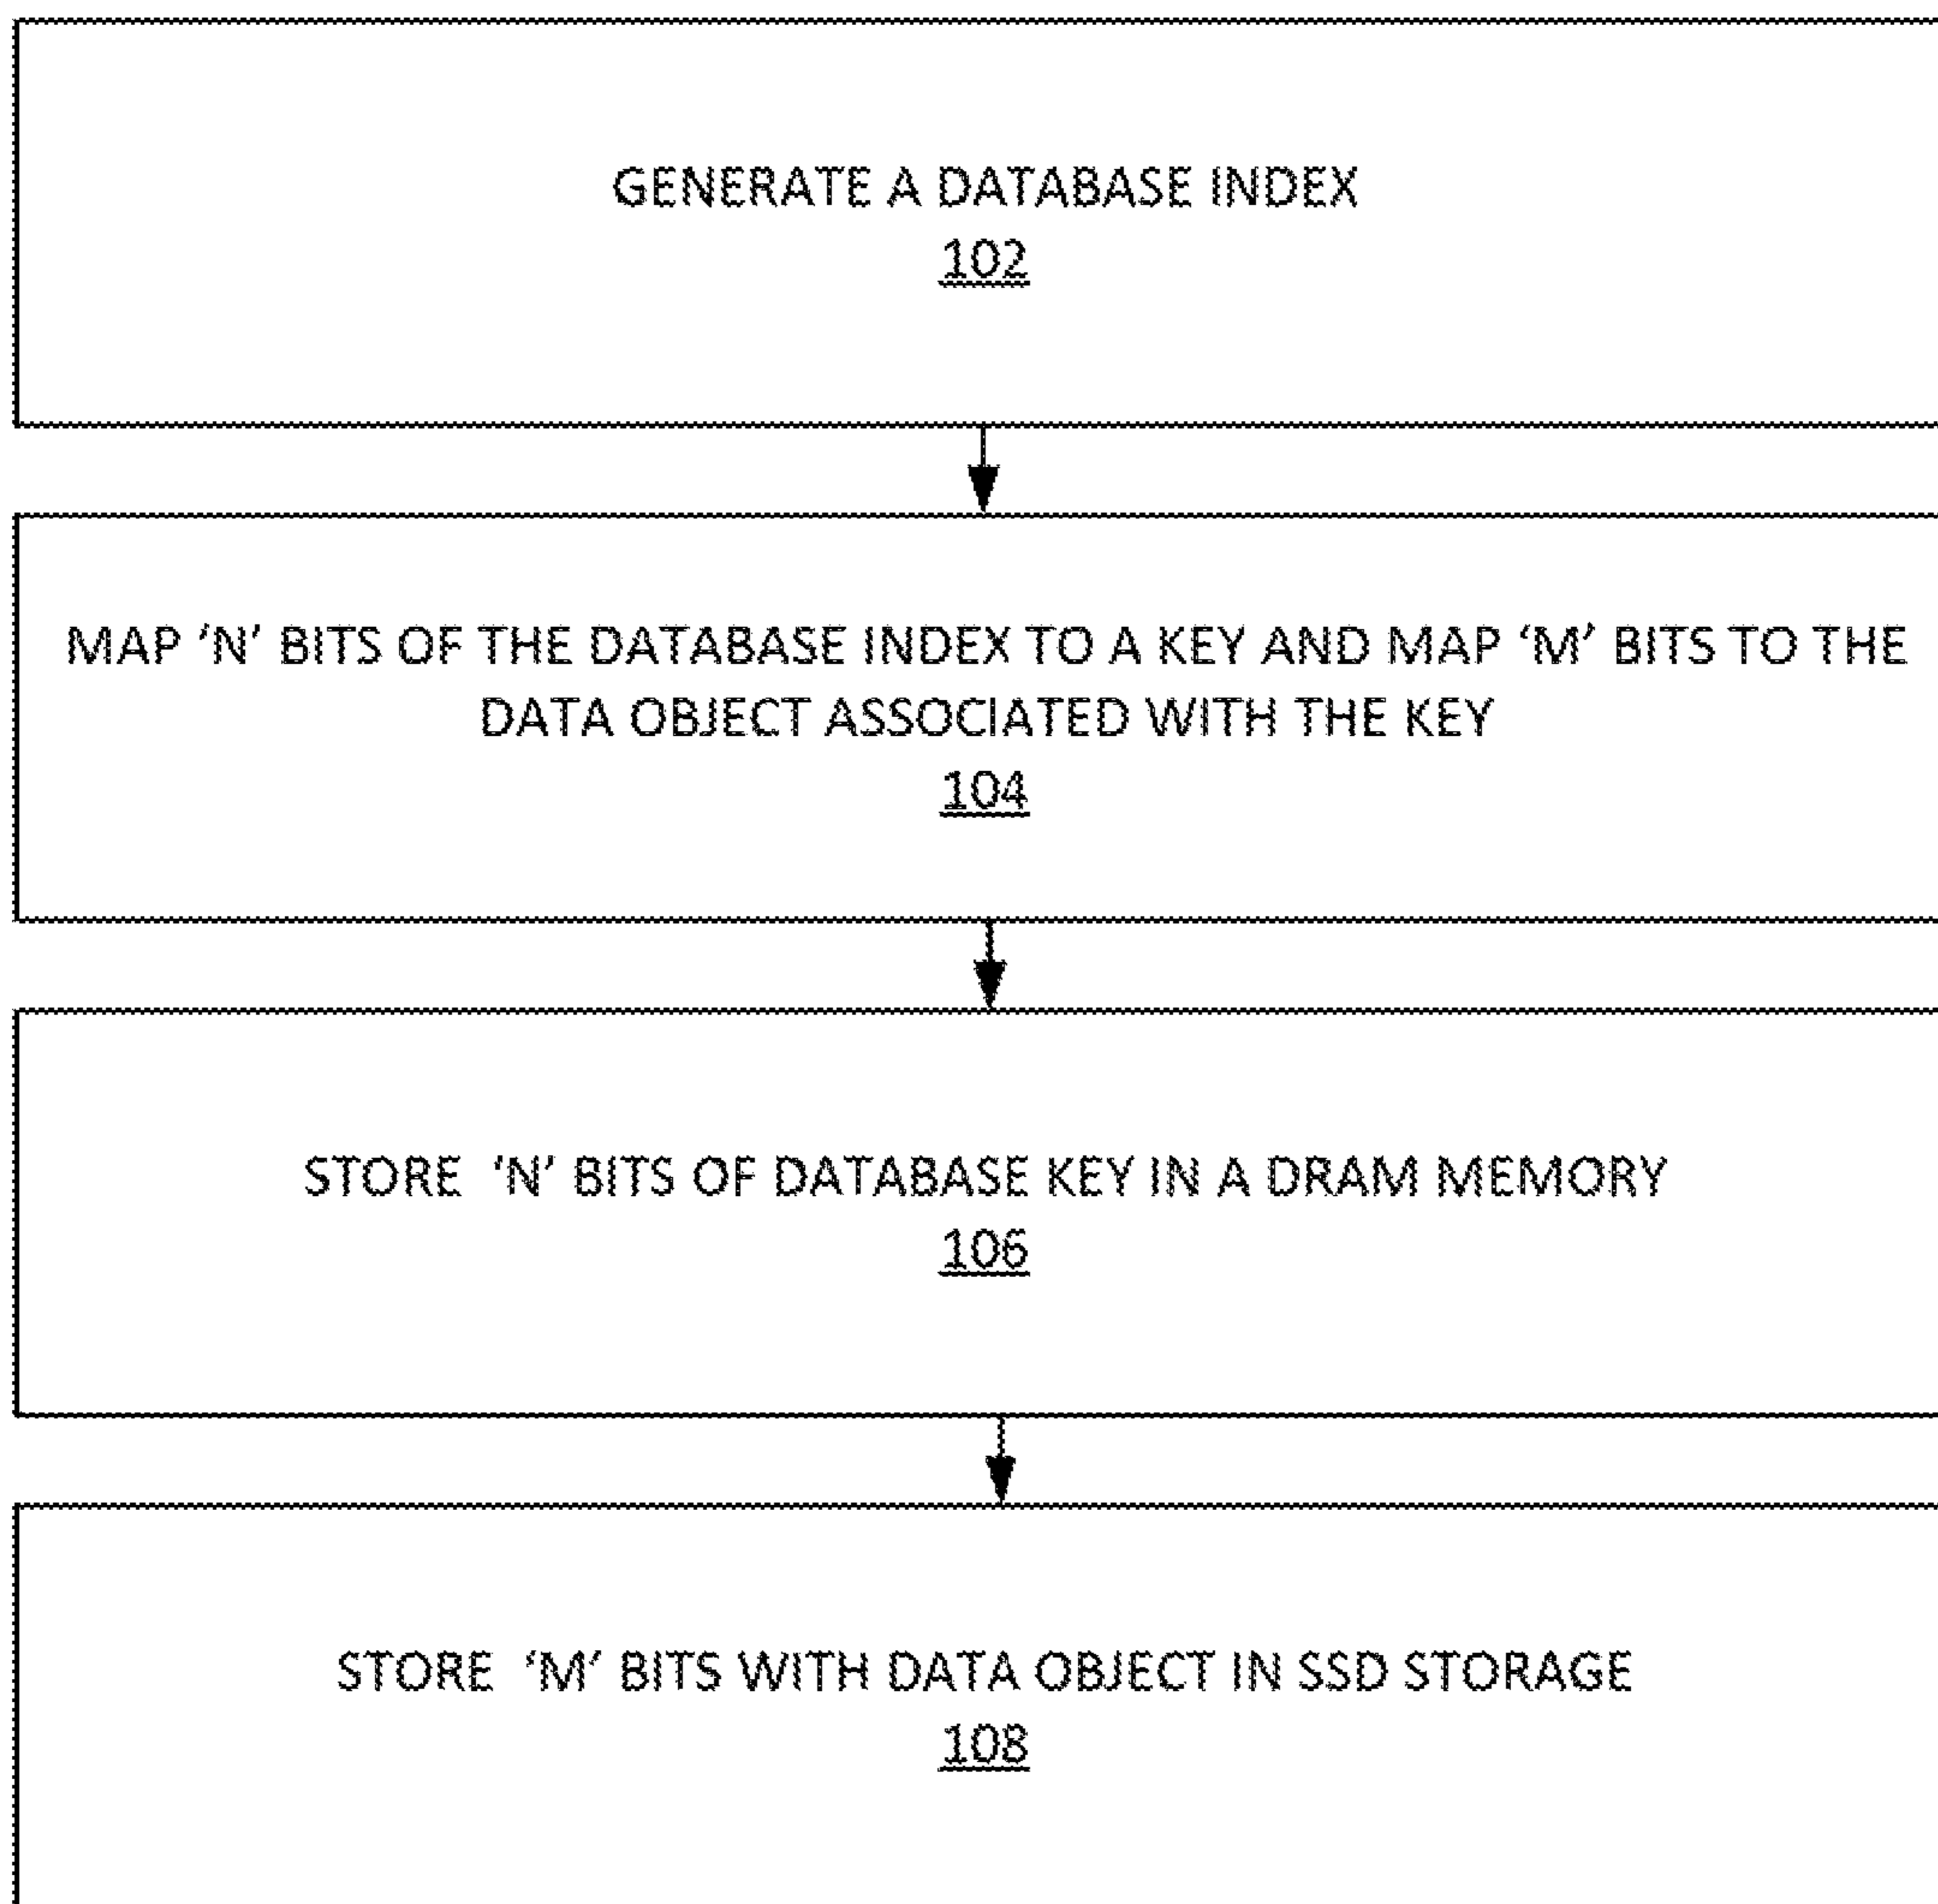 GENERATE A DATABASE INDEX
102
MAP ‘N’ BITS OF THE DATABASE INDEX TO A KEY AND MAP ‘M’ BITS TO THE
DATA OBJECT ASSOCIATED WITH THE KEY
104
STORE ‘N’ BITS OF DATABASE KEY IN A DRAM MEMORY
106
STORE ‘M’ BITS WITH DATA OBJECT IN SSD STORAGE
108